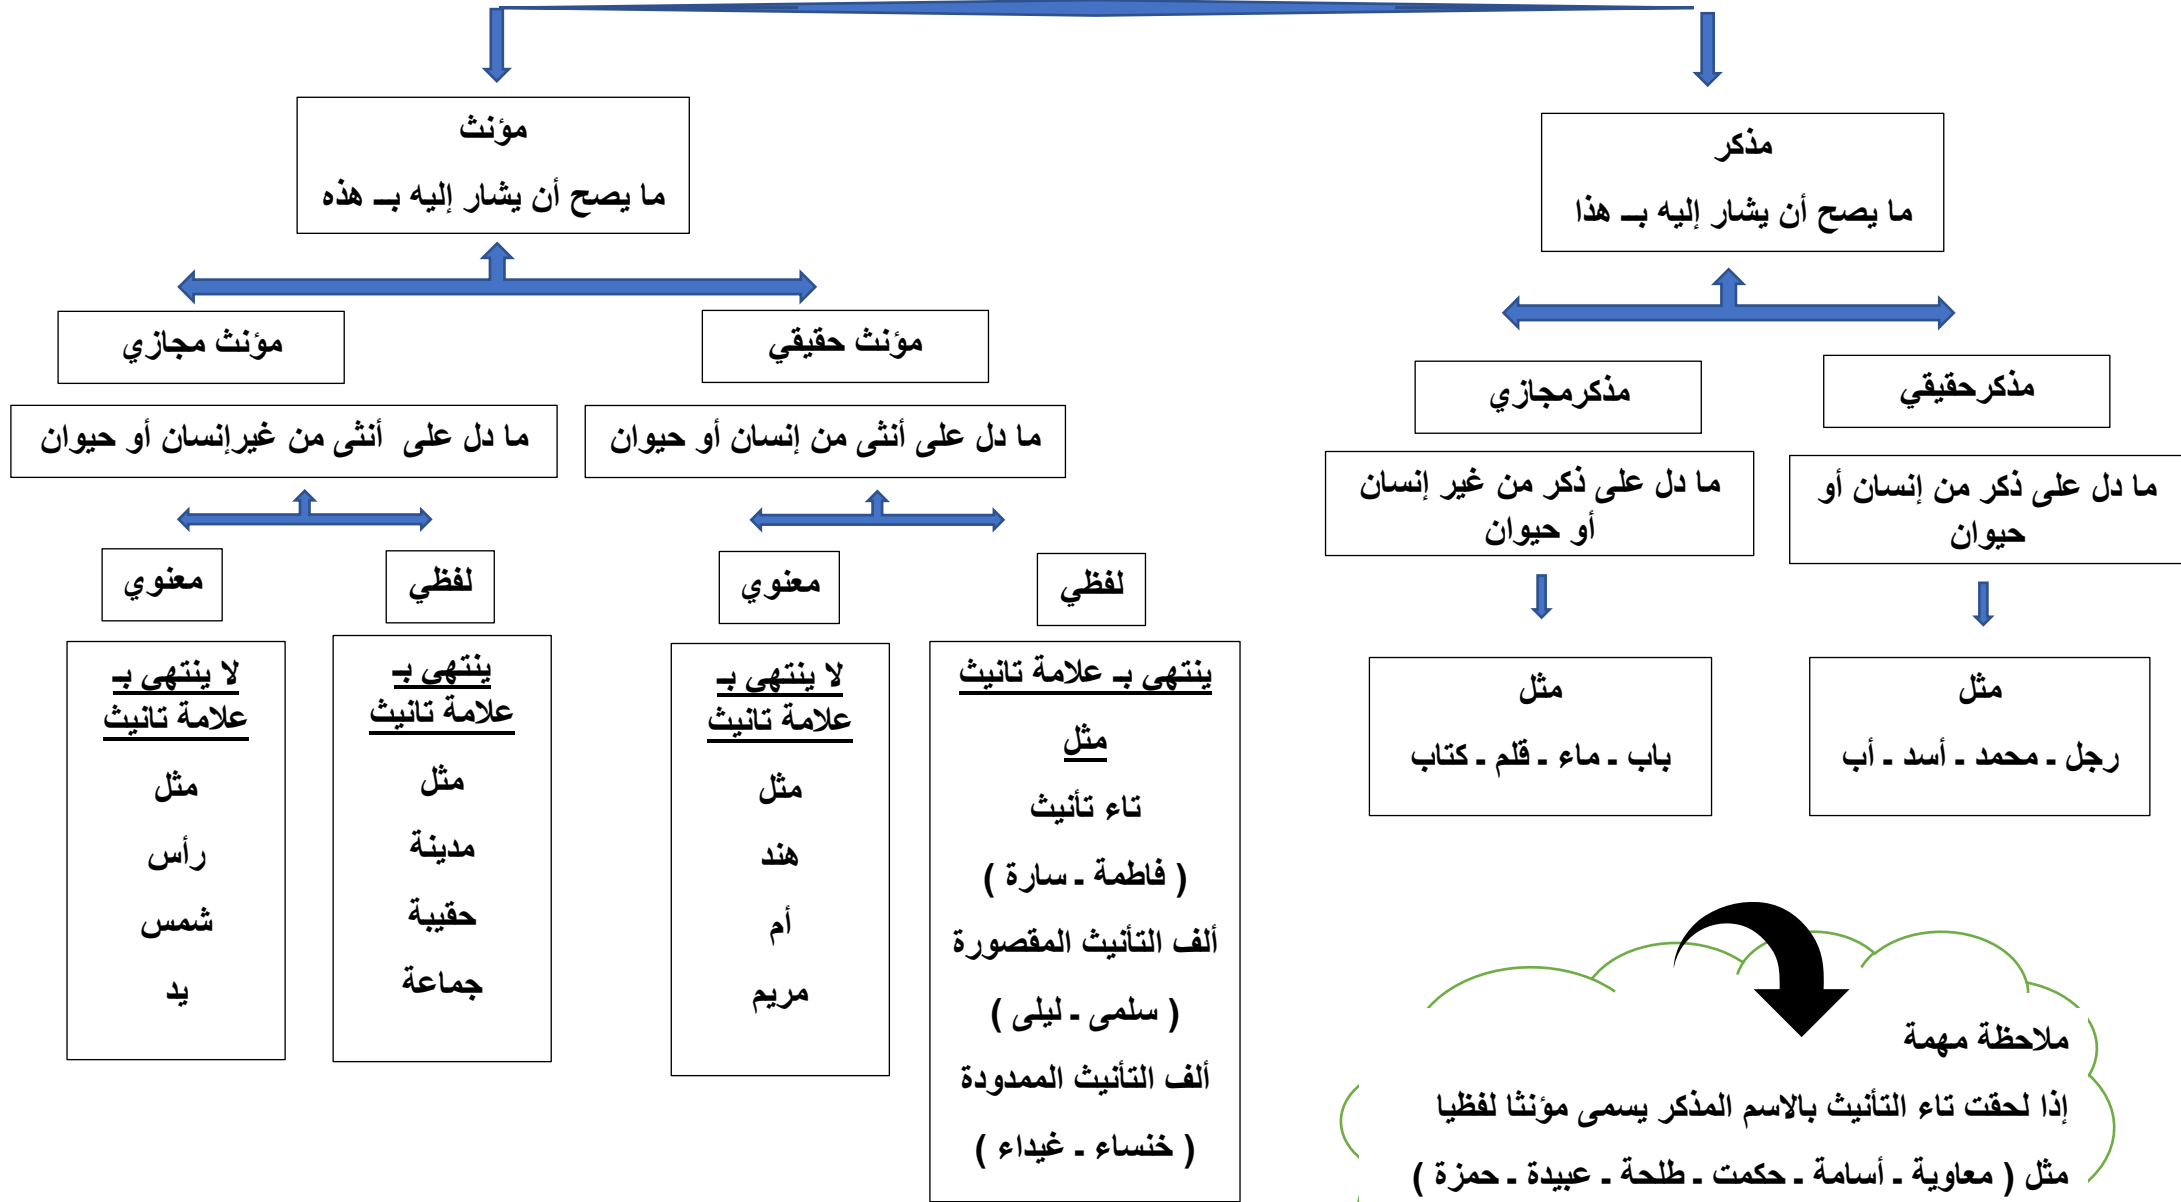 مذكر
ما يصح أن يشار إليه بـ هذا
مؤنث
ما يصح أن يشار إليه بـ هذه
مذكرحقيقي
ما دل على ذكر من إنسان أو
حيوان
مثل
رجل ـ محمد ـ أسد ـ أب
مذكرمجازي
ما دل على ذكر من غير إنسان
أو حيوان
مثل
باب ـ ماء ـ قلم ـ كتاب
مؤنث حقيقي
ما دل على أنثى من إنسان أو حيوان
لفظي
ينتهي بـ علامة تانيث
مثل
تاء تأنيث
( فاطمة ـ سارة )
ألف التأنيث المقصورة
( سلمى ـ ليلى )
ألف التأنيث الممدودة
( خنساء ـ غيداء )
معنوي
لا ينتهي بـ
علامة تانيث
مثل
هند
أم
مريم
مؤنث مجازي
ما دل على أنثى من غيرإنسان أو حيوان
لفظي
ينتهي بـ
علامة تانيث
مثل
مدينة
حقيبة
جماعة
معنوي
لا ينتهي بـ
علامة تانيث
مثل
رأس
شمس
يد
ملاحظة مهمة
إذا لحقت تاء التأنيث بالاسم المذكر يسمى مؤنثا لفظيا
مثل ( معاوية ـ أسامة ـ حكمت ـ طلحة ـ عبيدة ـ حمزة )